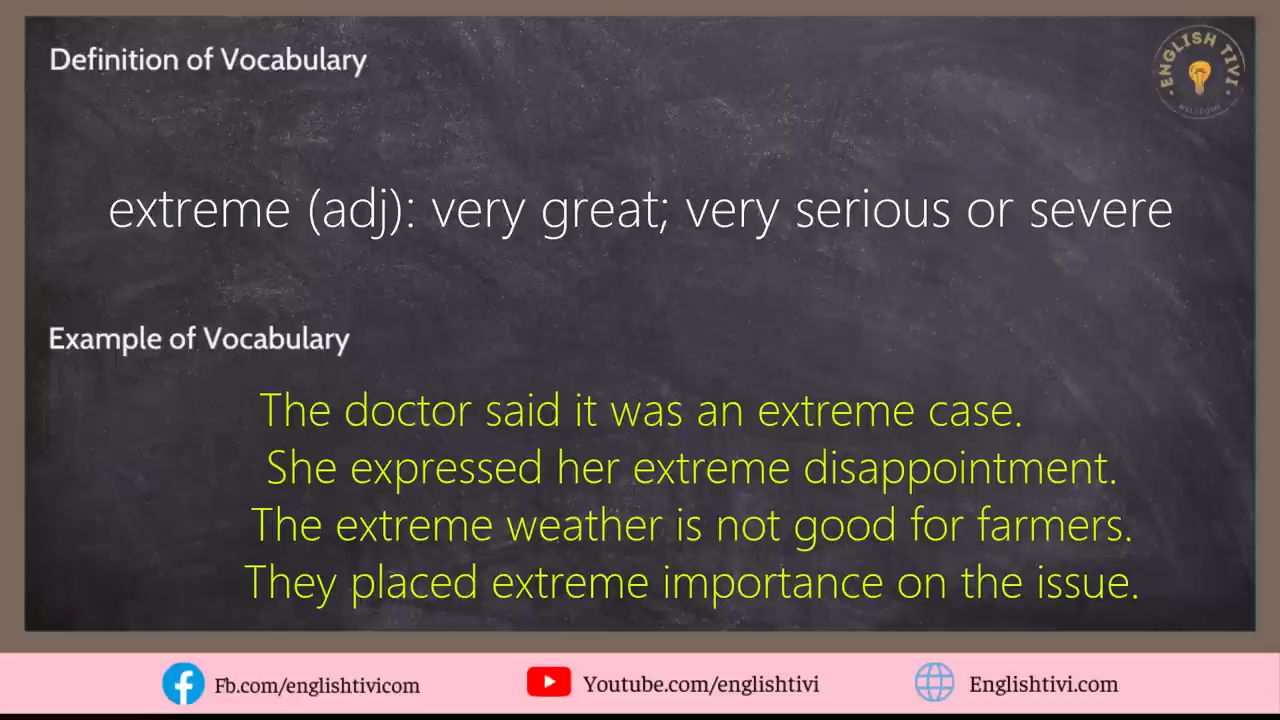 Definition of Vocabulary
ENGLISH TIVI
WELCOME
extreme (adj): very great; very serious or severe
Example of Vocabulary
The doctor said it was an extreme case.
She expressed her extreme disappointment.
The extreme weather is not good for farmers.
They placed extreme importance on the issue.
Fb.com/englishtivicom
Youtube.com/englishtivi
Englishtivi.com